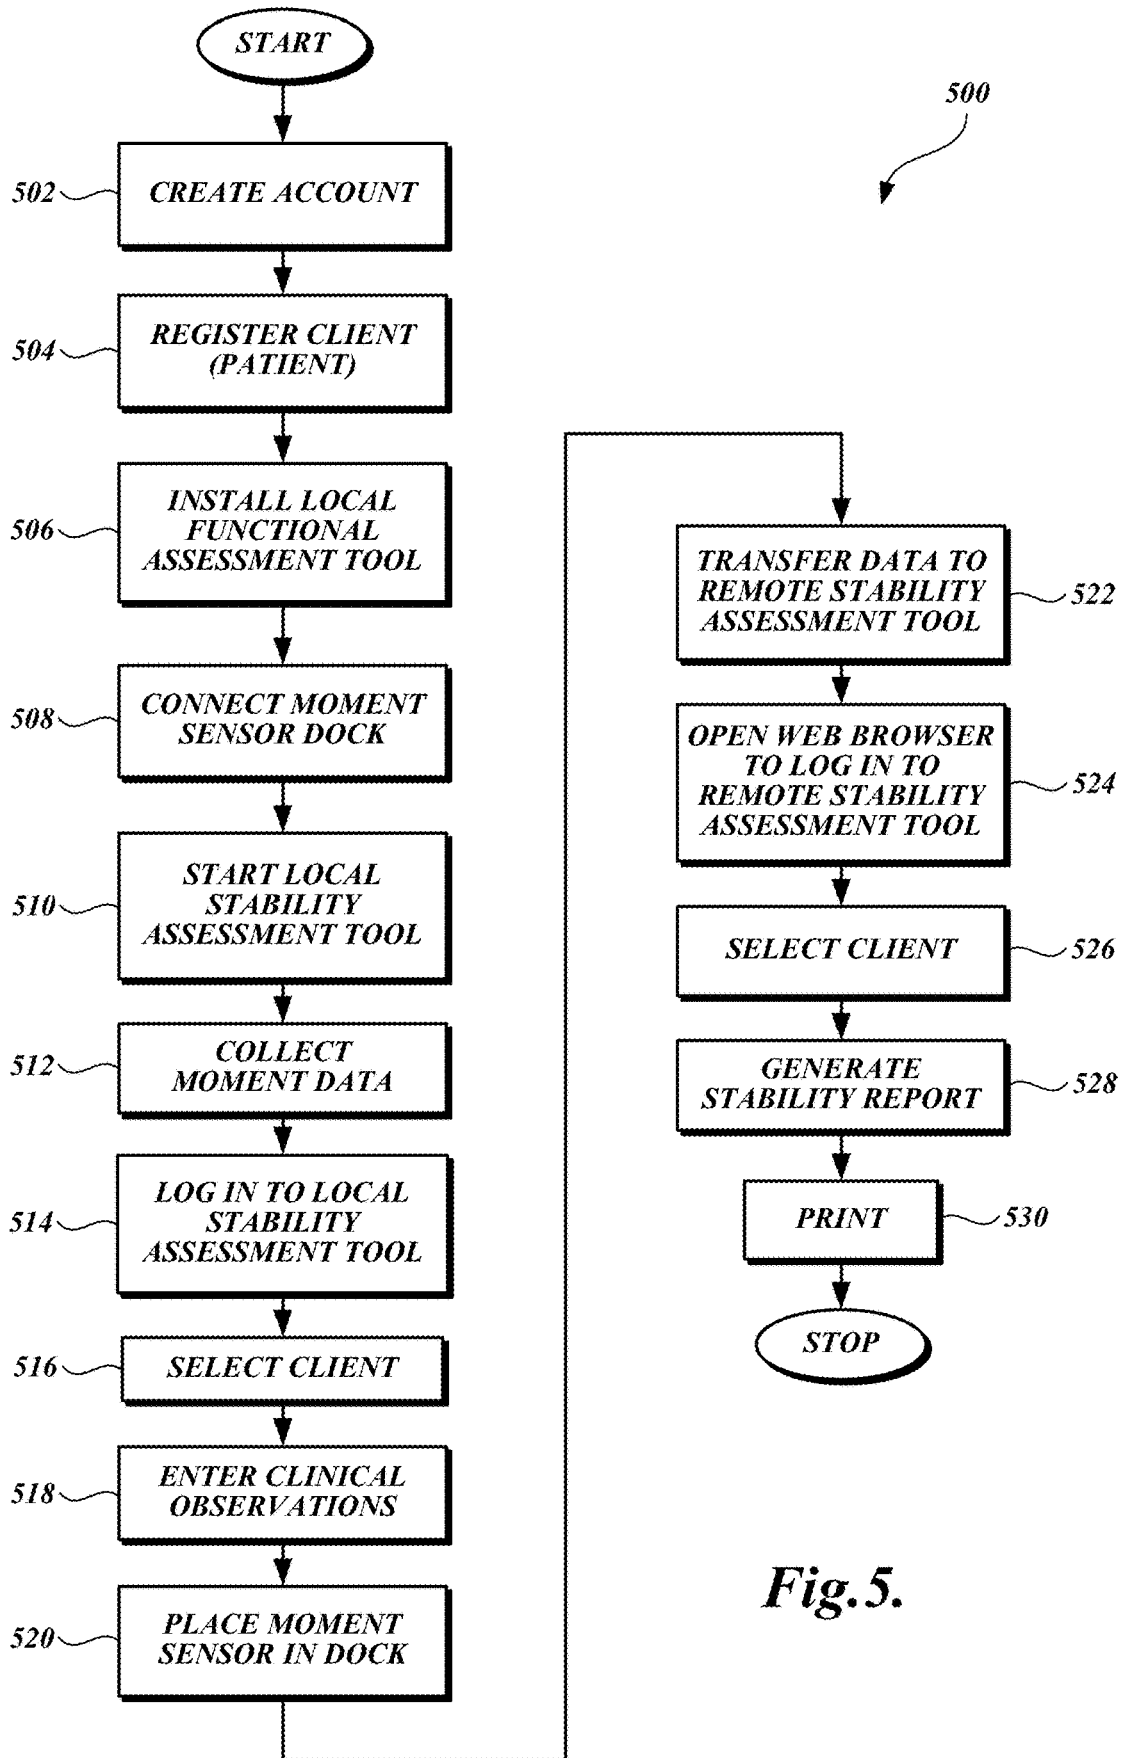 START
500
502
CREATE ACCOUNT
504
REGISTER CLIENT
(PATIENT)
506
INSTALL LOCAL
FUNCTIONAL
ASSESSMENT TOOL
508
CONNECT MOMENT
SENSOR DOCK
510
START LOCAL
STABILITY
ASSESSMENT TOOL
512
COLLECT
MOMENT DATA
514
LOG IN TO LOCAL
STABILITY
ASSESSMENT TOOL
516
SELECT CLIENT
518
ENTER CLINICAL
OBSERVATIONS
520
PLACE MOMENT
SENSOR IN DOCK
TRANSFER DATA TO
REMOTE STABILITY
ASSESSMENT TOOL
522
OPEN WEB BROWSER
TO LOG IN TO
REMOTE STABILITY
ASSESSMENT TOOL
524
SELECT CLIENT
526
GENERATE
STABILITY REPORT
528
PRINT
530
STOP
Fig.5.